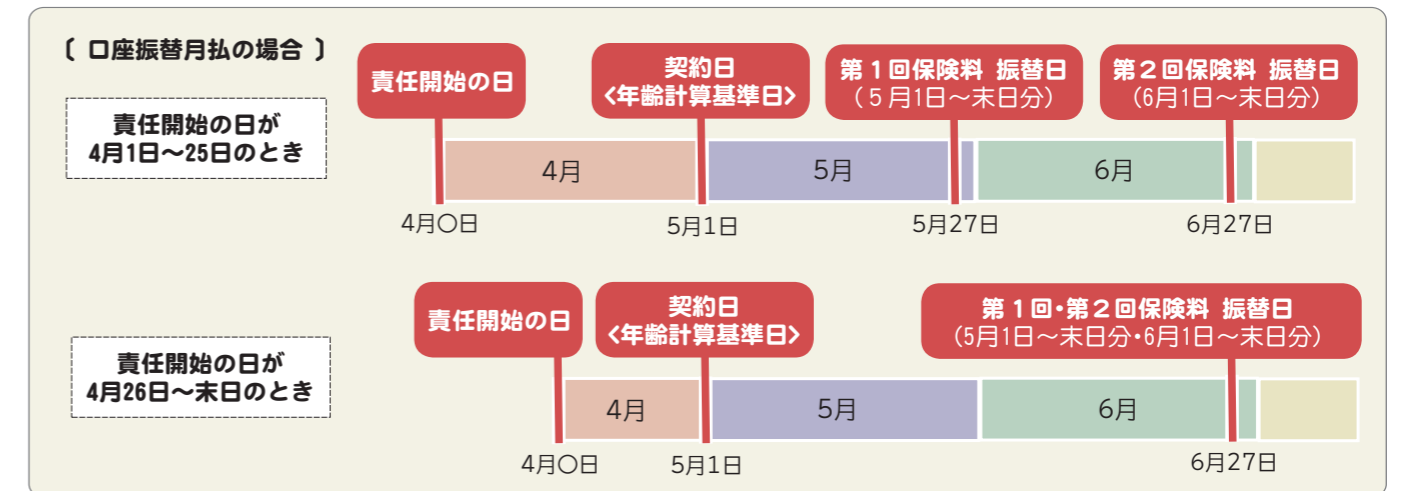 〔 口座振替月払の場合 〕
責任開始の日が
4月1日～25日のとき
責任開始の日
契約日
<年齢計算基準日>
第1回保険料 振替日
(5月1日～末日分)
第2回保険料 振替日
(6月1日～末日分)
4月
5月
6月
4月〇日
5月1日
5月27日
6月27日
責任開始の日が
4月26日～末日のとき
責任開始の日
契約日
<年齢計算基準日>
第1回・第2回保険料 振替日
(5月1日～末日分・6月1日～末日分)
4月
5月
6月
4月〇日
5月1日
6月27日